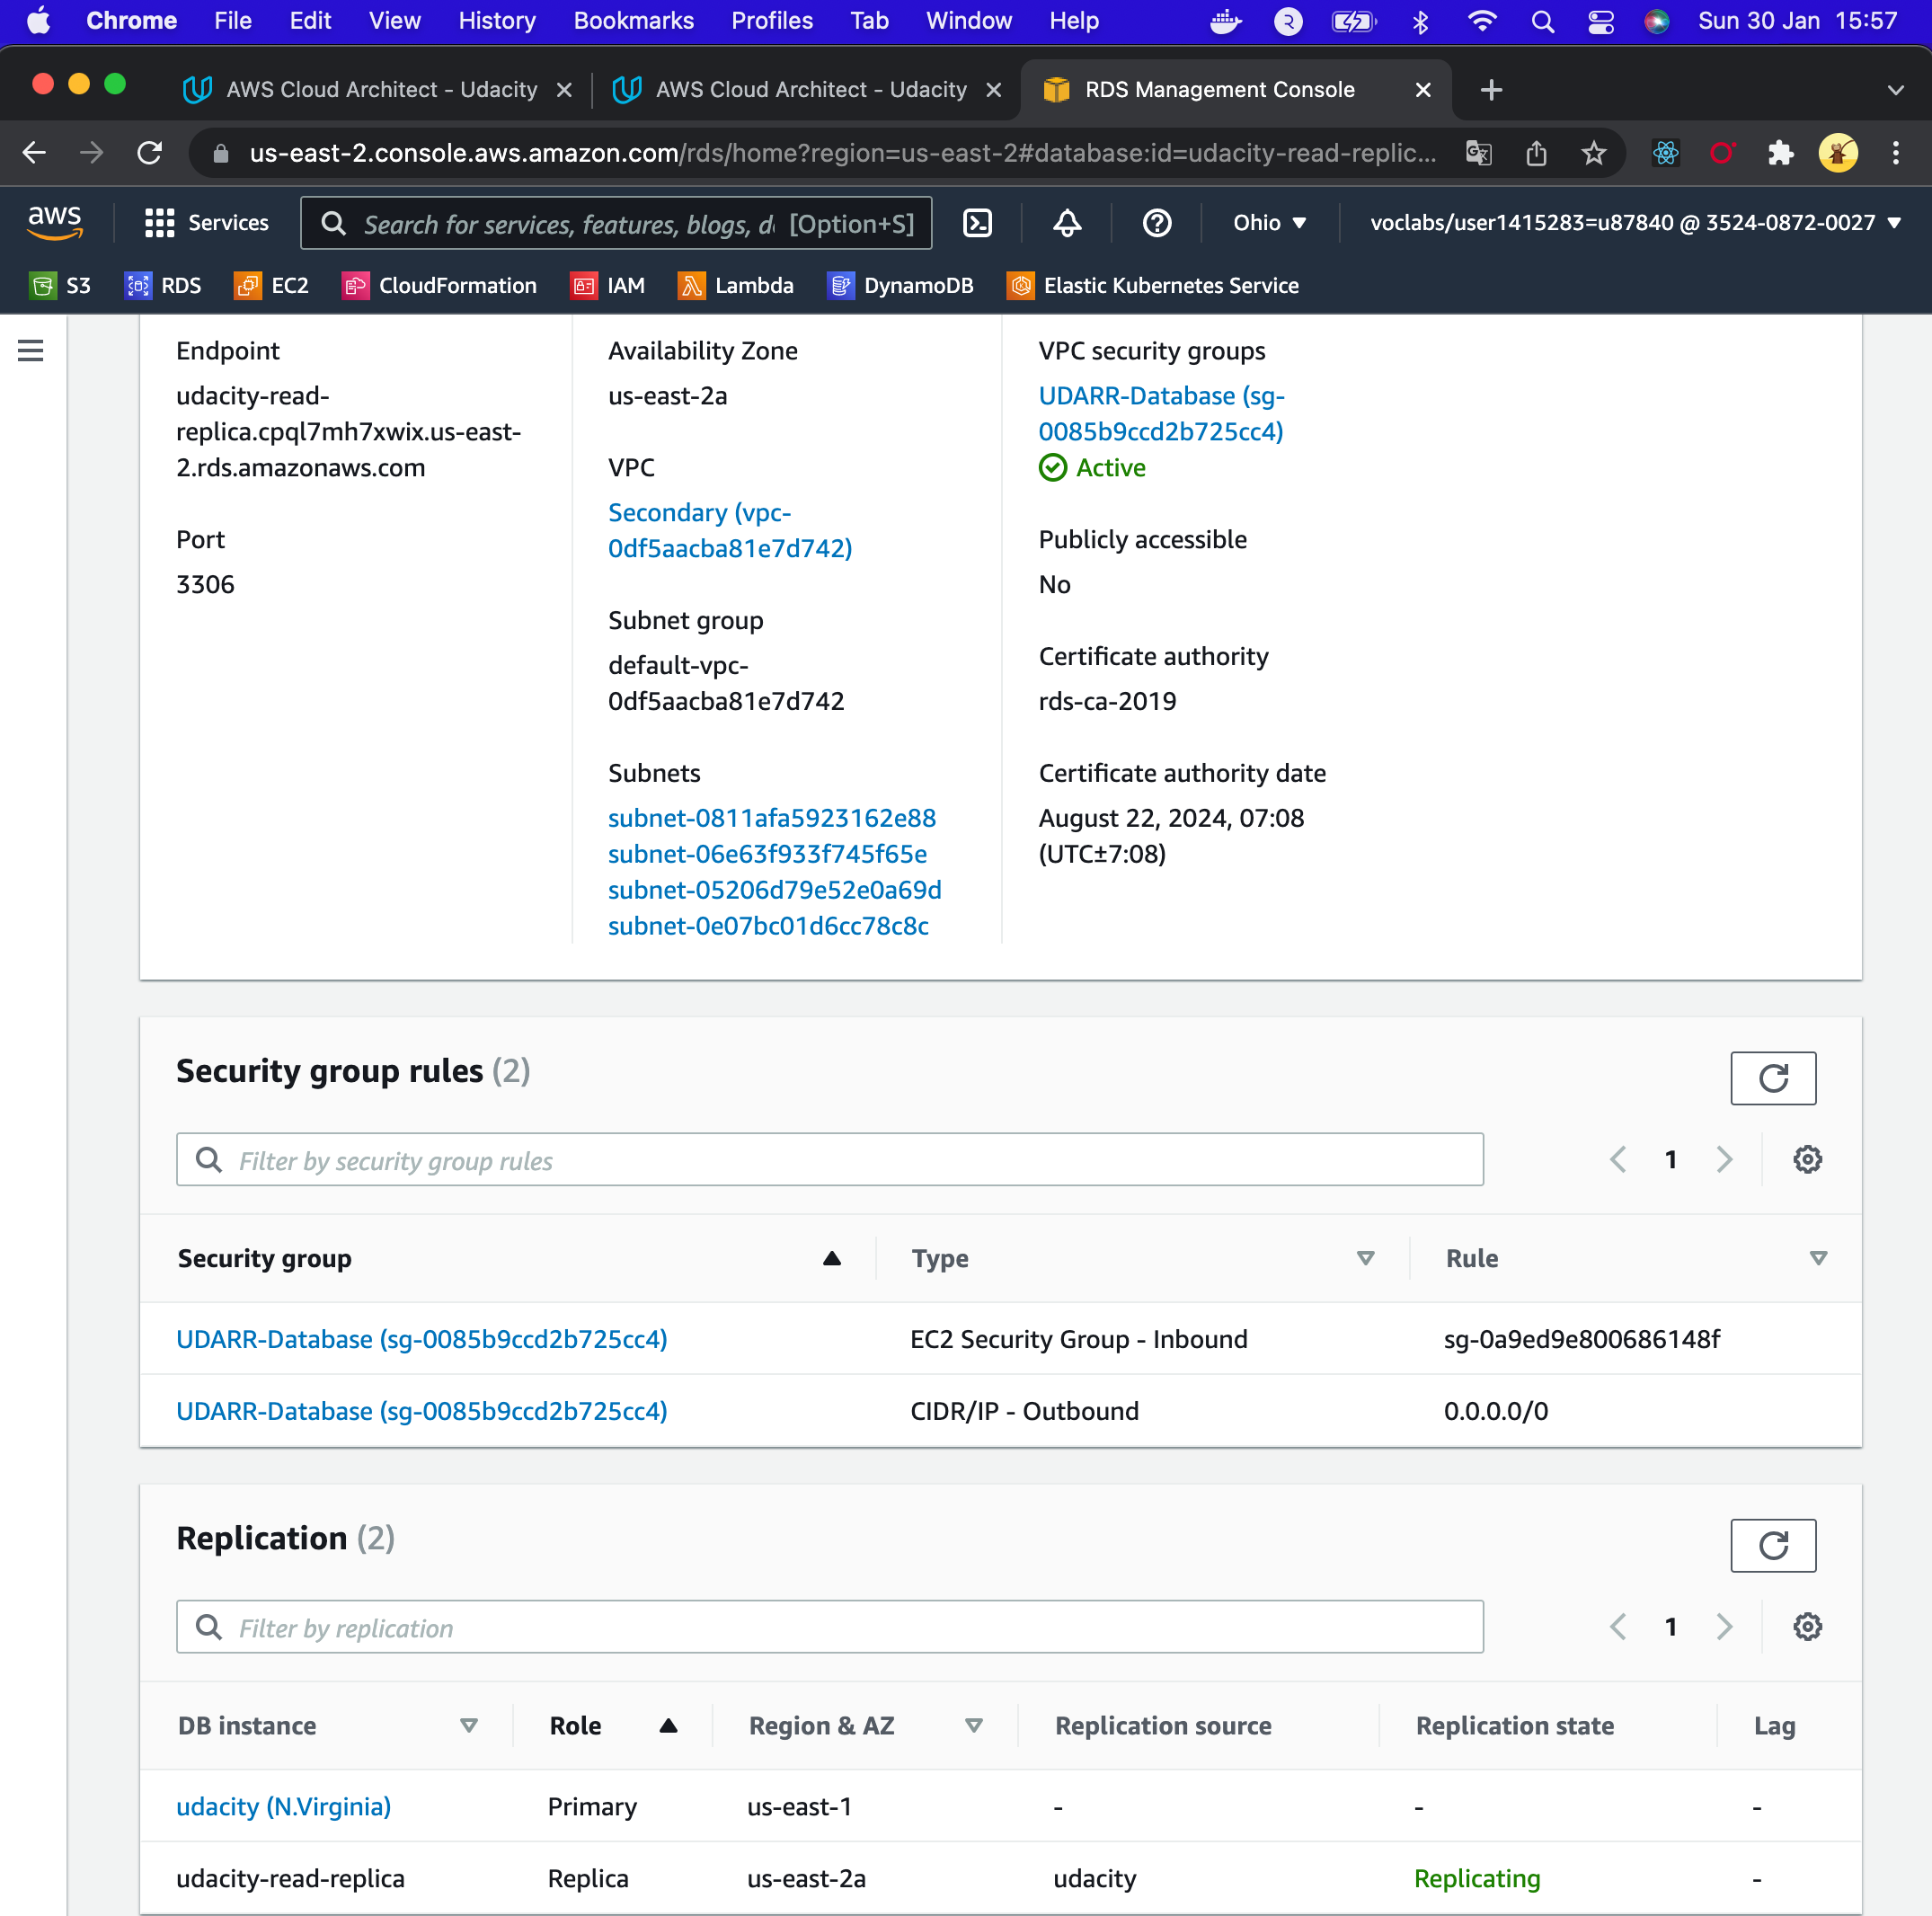 Chrome File Edit View History Bookmarks Profiles Tab Window Help Sun 30 Jan 15:57
AWS Cloud Architect - Udacity AWS Cloud Architect - Udacity RDS Management Console
us-east-2.console.aws.amazon.com/rds/home?region=us-east-2#database:id=udacity-read-replic...
aws Services Search for services, features, blogs, d [Option+S] Ohio voclabs/user1415283=u87840 @ 3524-0872-0027
S3 RDS EC2 CloudFormation IAM Lambda DynamoDB Elastic Kubernetes Service
Endpoint
udacity-read-
replica.cpql7mh7xwix.us-east-
2.rds.amazonaws.com
Port
3306
Availability Zone
us-east-2a
VPC
Secondary (vpc-
0df5aacba81e7d742)
Subnet group
default-vpc-
0df5aacba81e7d742
Subnets
subnet-0811afa5923162e88
subnet-06e63f933f745f65e
subnet-05206d79e52e0a69d
subnet-0e07bc01d6cc78c8c
VPC security groups
UDARR-Database (sg-
0085b9ccd2b725cc4)
Active
Publicly accessible
No
Certificate authority
rds-ca-2019
Certificate authority date
August 22, 2024, 07:08
(UTC±7:08)
Security group rules (2)
Filter by security group rules
1
Security group Type Rule
UDARR-Database (sg-0085b9ccd2b725cc4) EC2 Security Group - Inbound sg-0a9ed9e800686148f
UDARR-Database (sg-0085b9ccd2b725cc4) CIDR/IP - Outbound 0.0.0.0/0
Replication (2)
Filter by replication
1
DB instance Role Region & AZ Replication source Replication state Lag
udacity (N.Virginia) Primary us-east-1 - - -
udacity-read-replica Replica us-east-2a udacity Replicating -